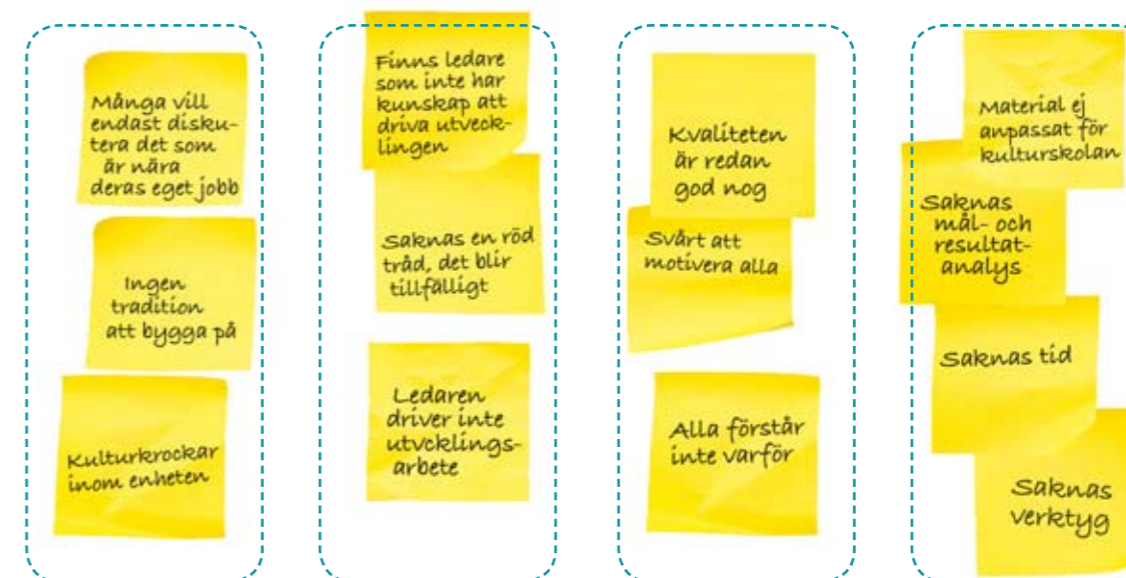 Många vill
endast disku-
tera det som
är nära
deras eget jobb
Ingen
tradition
att bygga på
Kulturkrockar
inom enheten
Finns ledare
som inte har
kunskap att
driva utveck-
lingen
Saknas en röd
tråd, det blir
tillfälligt
Ledaren
driver inte
utvcklings-
arbete
Kvaliteten
är redan
god nog
Svårt att
motivera alla
Alla förstår
inte varför
Material ej
anpassat för
kulturskolan
Saknas
mål- och
resultat-
analys
Saknas tid
Saknas
verktyg